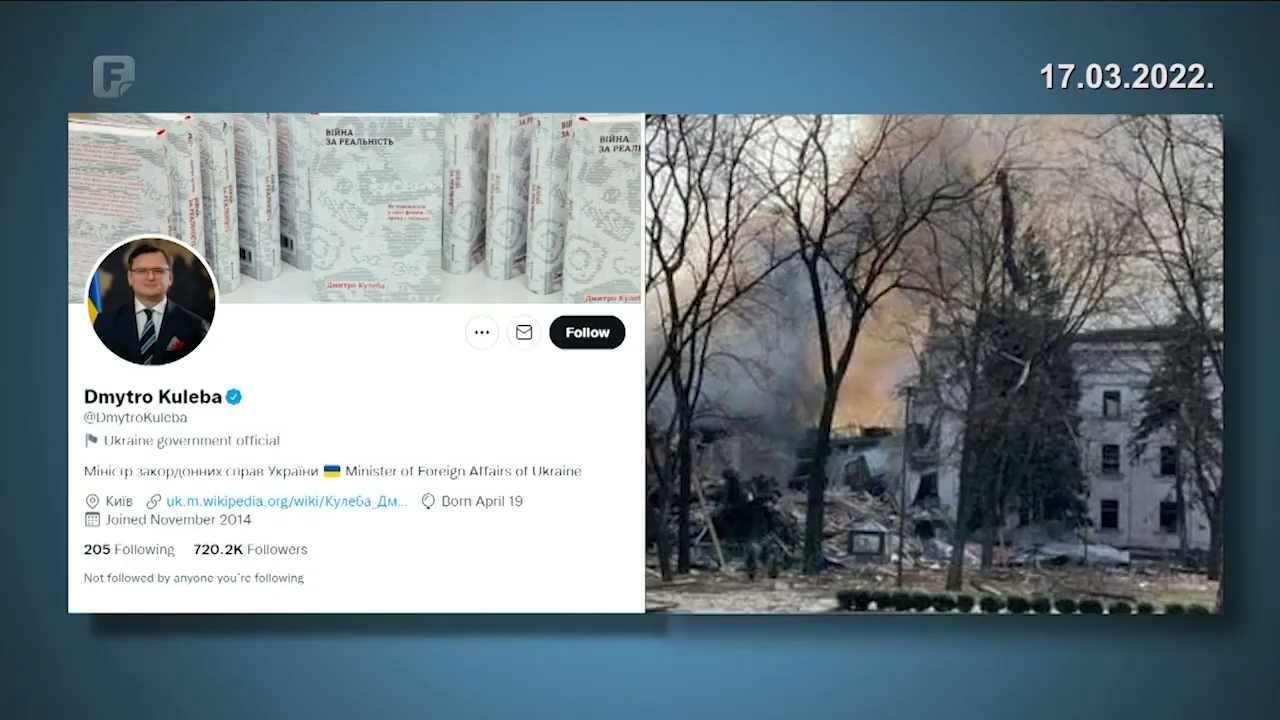 F
17.03.2022.
ВІЙНА
ЗА РЕАЛЬНІСТЬ
ВІЙНА
Дмитро Кулеба
Дмитро Кулеб
Dmytro Kuleba
@DmytroKuleba
Ukraine government official
Міністр закордонних справ України 🇺🇦 Minister of Foreign Affairs of Ukraine
Київ uk.m.wikipedia.org/wiki/Кулеба_Дм... Born April 19
Joined November 2014
205 Following 720.2K Followers
Not followed by anyone you're following
Follow